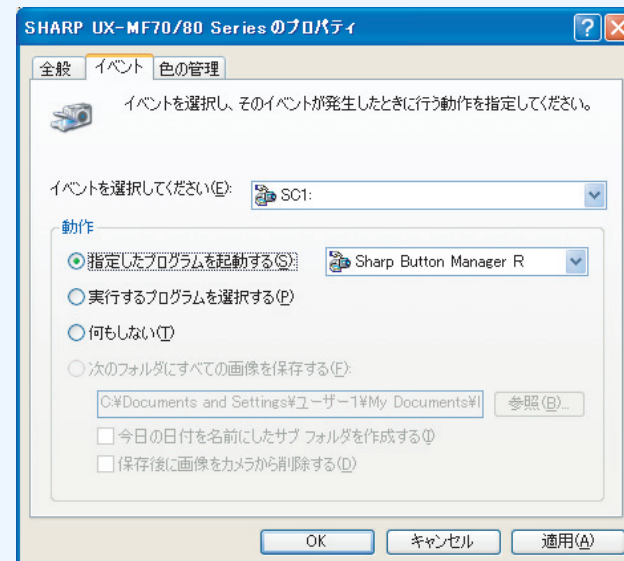 SHARP UX-MF70/80 Series のプロパティ
全般 イベント 色の管理
イベントを選択し、そのイベントが発生したときに行う動作を指定してください。
イベントを選択してください(E): SC1:
動作
指定したプログラムを起動する(S): Sharp Button Manager R
実行するプログラムを選択する(P)
何もしない(T)
次のフォルダにすべての画像を保存する(F):
C:¥Documents and Settings¥ユーザー1¥My Documents¥I 参照(B)...
今日の日付を名前にしたサブ フォルダを作成する(I)
保存後に画像をカメラから削除する(D)
OK キャンセル 適用(A)